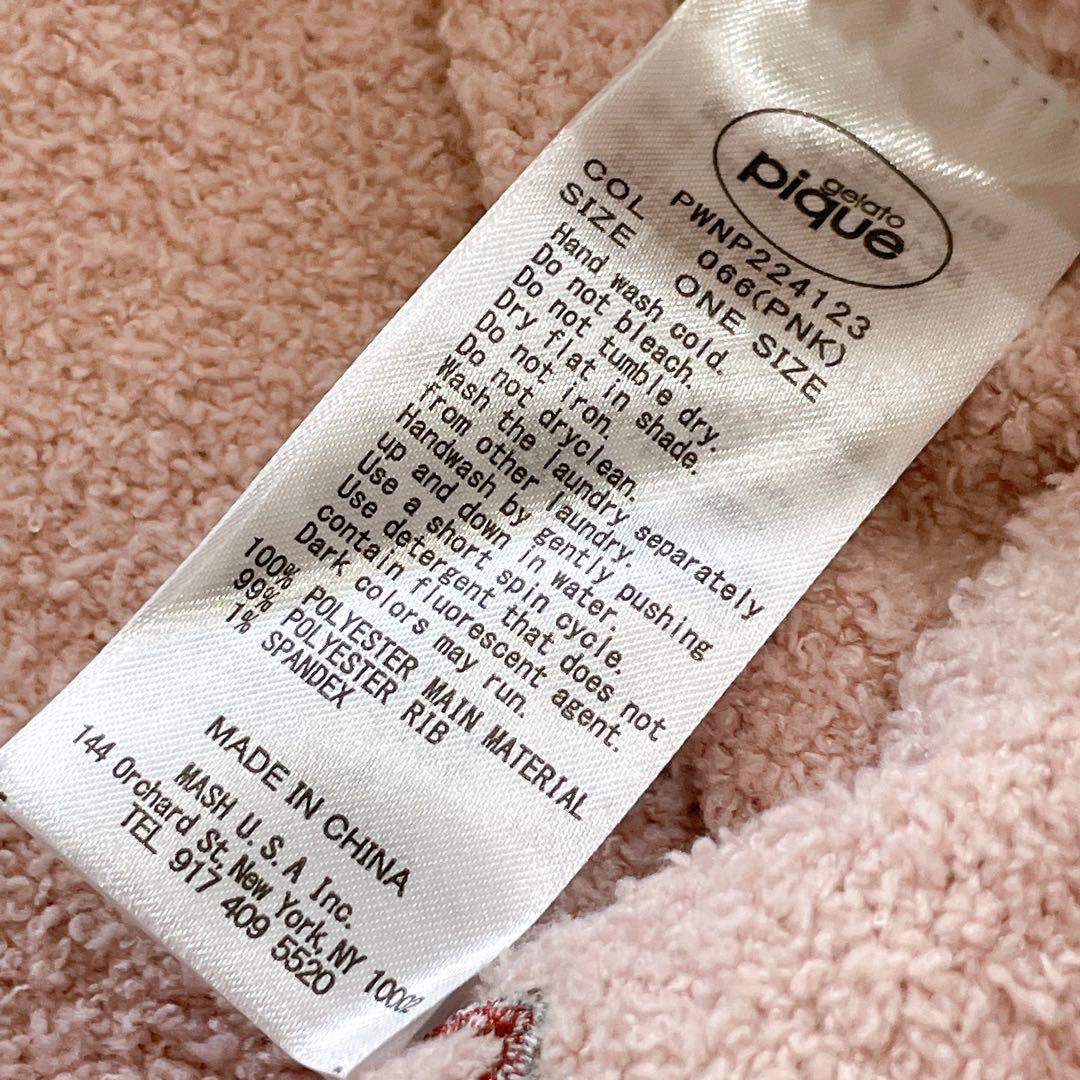 gelato
pique
PWNP224123
COL 066(PNK)
SIZE ONE SIZE
Hand wash cold.
Do not bleach.
Do not tumble dry.
Dry flat in shade.
Do not iron.
Do not dryclean.
Wash the laundry separately
from other laundry.
Handwash by gently pushing
up and down in water.
Use a short spin cycle.
Use detergent that does not
contain fluorescent agent.
Dark colors may run.
100% POLYESTER MAIN MATERIAL
99% POLYESTER RIB
1% SPANDEX
MADE IN CHINA
MASH U.S.A Inc.
144 Orchard St, New York, NY 10002
TEL 917 409 5520